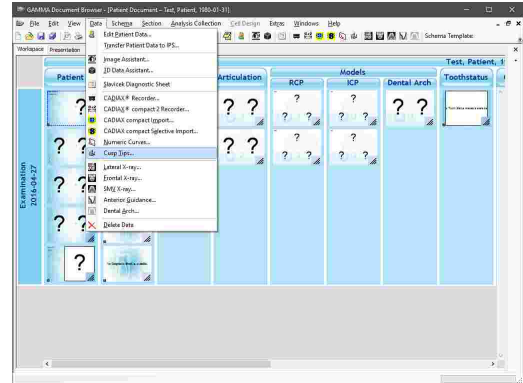 GAMMA Document Browser - [Patient Document - Test, Patient, 1980-01-31]
File Edit View Data Schema Section Analysis Collection Cell Design Extras Windows Help
Schema Template:
Workspace Presentation
Edit Patient Data...
Transfer Patient Data to IPS...
Image Assistant...
3D Data Assistant...
Slavicek Diagnostic Sheet
CADIAX® Recorder...
CADIAX® compact 2 Recorder...
CADIAX compact Import...
CADIAX compact Selective Import...
Numeric Curves...
Cusp Tips...
Lateral X-ray...
Frontal X-ray...
SMV X-ray...
Anterior Guidance...
Dental Arch...
Delete Data
Test, Patient, 1
Patient Articulation Models Dental Arch Toothstatus
RCP ICP
Examination
2016-04-27
? ? ? ? ? ?
? ? ? ?
? ? ? ? ?
? ? ? ?
? ?
? ?
?